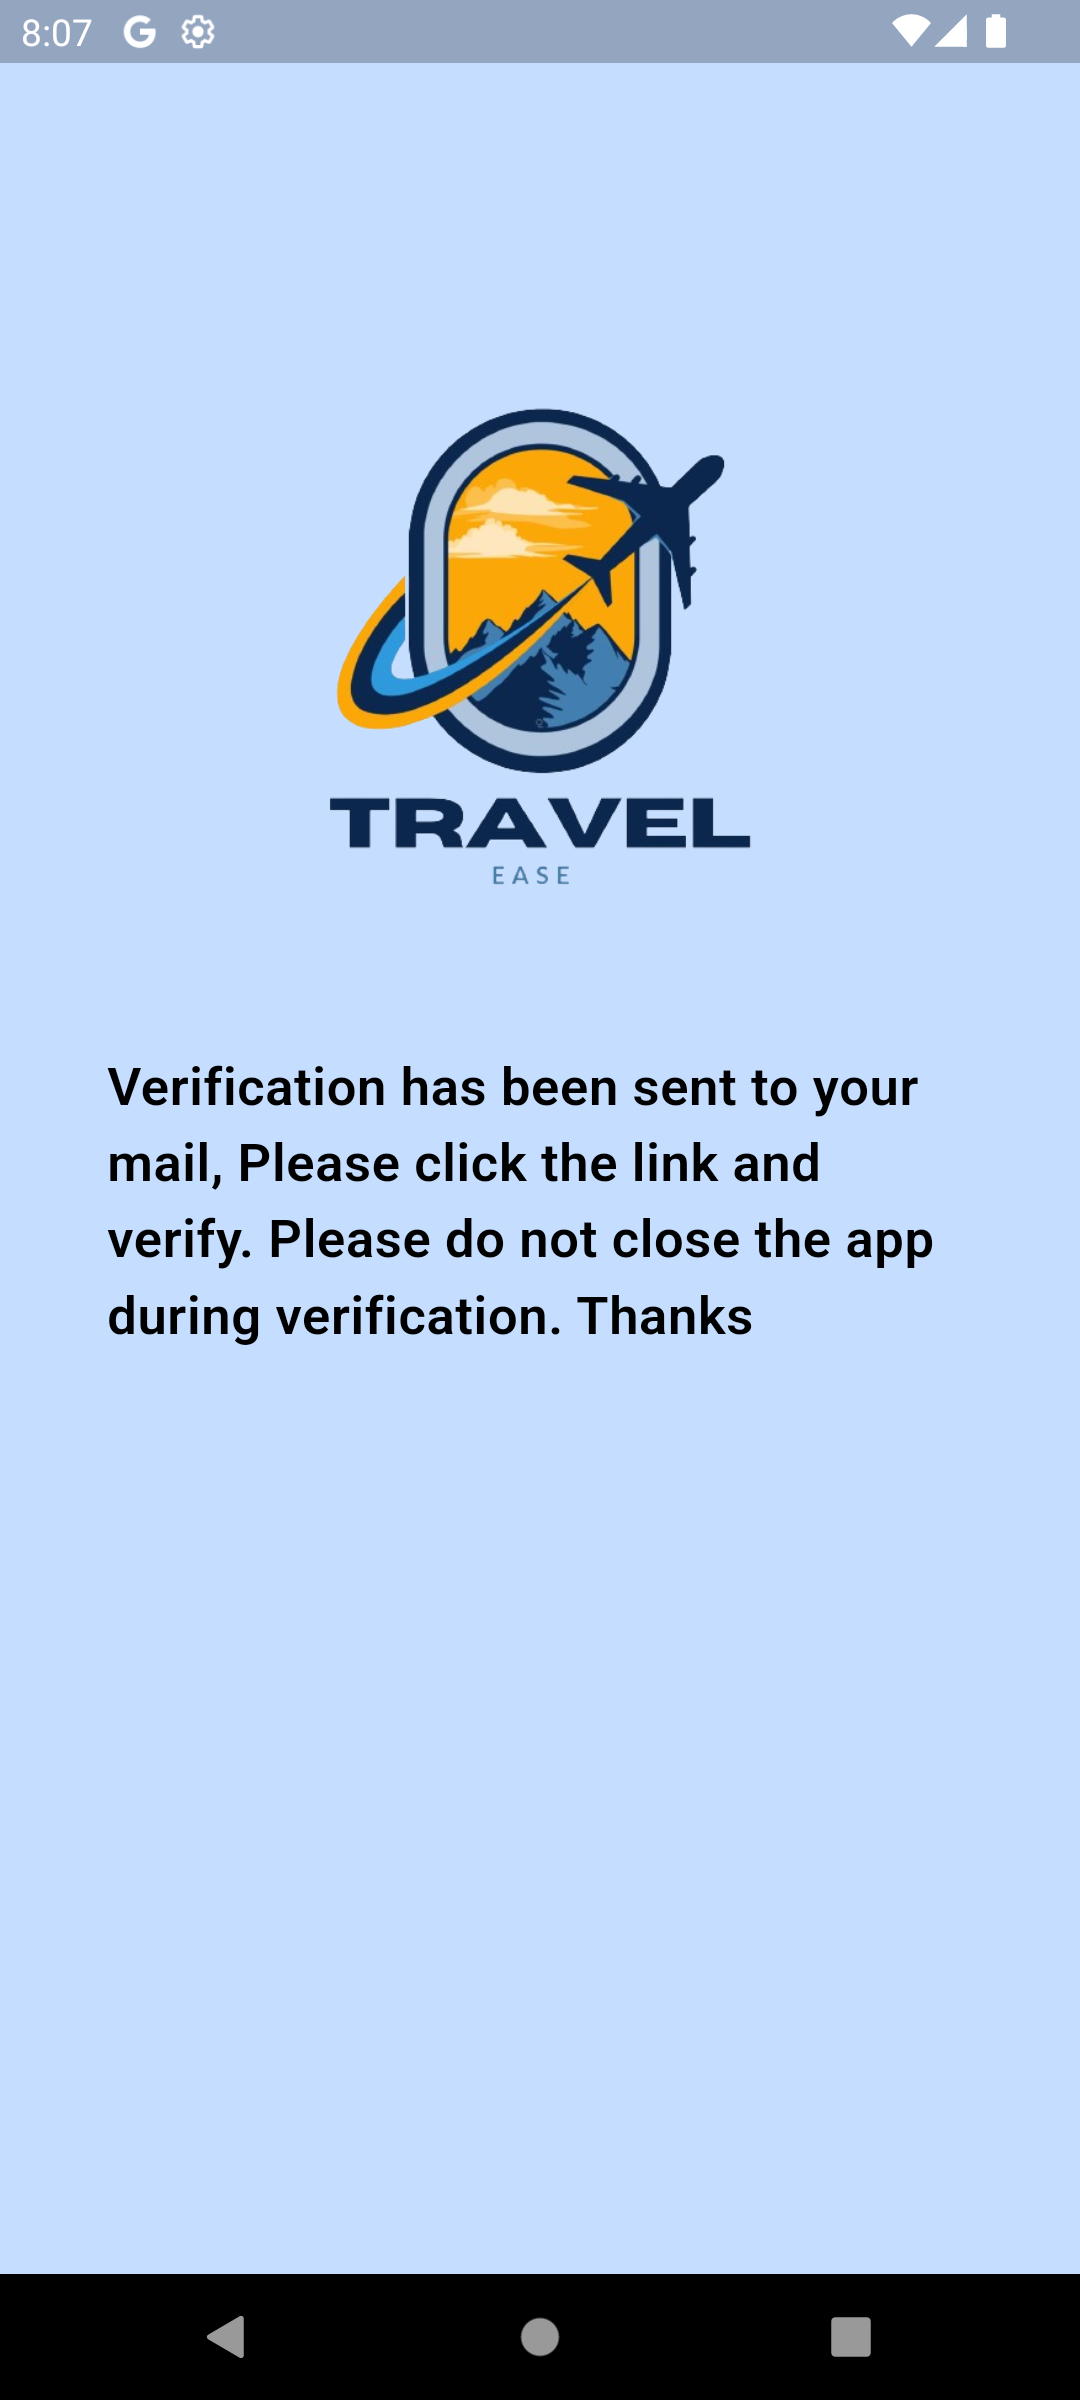 8:07
TRAVEL
EASE
Verification has been sent to your
mail, Please click the link and
verify. Please do not close the app
during verification. Thanks